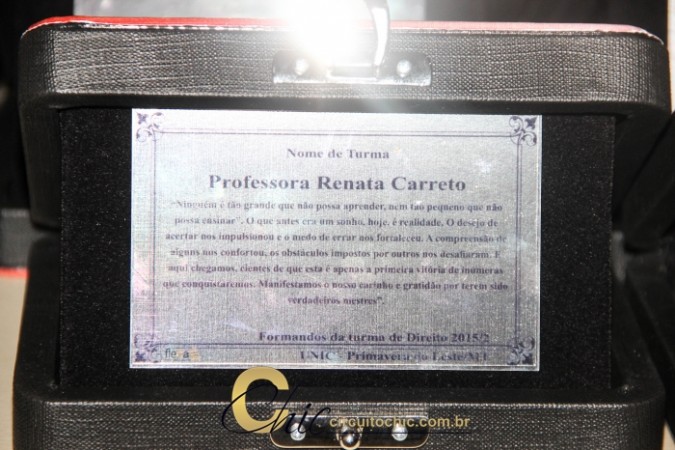 Nome de Turma
Professora Renata Carreto
"Ninguém é tão grande que não possa aprender, nem tão pequeno que não
possa ensinar". O que antes era um sonho, hoje, é realidade. O desejo de
acertar nos impulsionou e o medo de errar nos fortaleceu. A compreensão de
alguns nos confortou, os obstáculos impostos por outros nos desafiaram. E
aqui chegamos, cientes de que esta é apenas a primeira vitória de inúmeras
que conquistaremos. Manifestamos o nosso carinho e gratidão por terem sido
verdadeiros mestres".
Formandos da turma de Direito 2015/2
UNIC - Primavera do Leste/MT
Chic
circuitochic.com.br